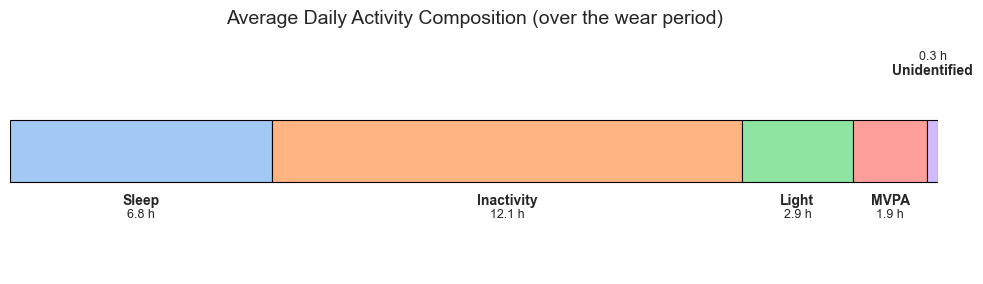 Average Daily Activity Composition (over the wear period)
0.3 h
Unidentified
Sleep
6.8 h
Inactivity
12.1 h
Light
2.9 h
MVPA
1.9 h